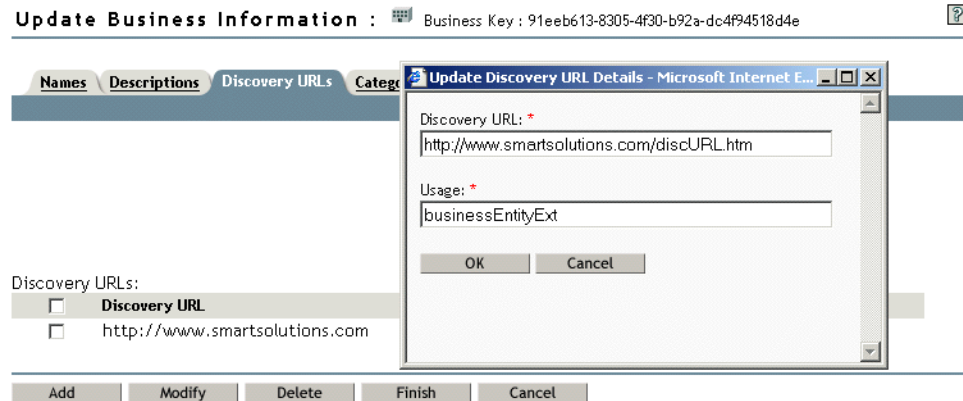 Update Business Information : Business Key : 91eeb613-8305-4f30-b92a-dc4f94518d4e ?
Names Descriptions Discovery URLs Catego
Update Discovery URL Details - Microsoft Internet E...
Discovery URL: *
http://www.smartsolutions.com/discURL.htm
Usage: *
businessEntityExt
OK Cancel
Discovery URLs:
Discovery URL
http://www.smartsolutions.com
Add Modify Delete Finish Cancel